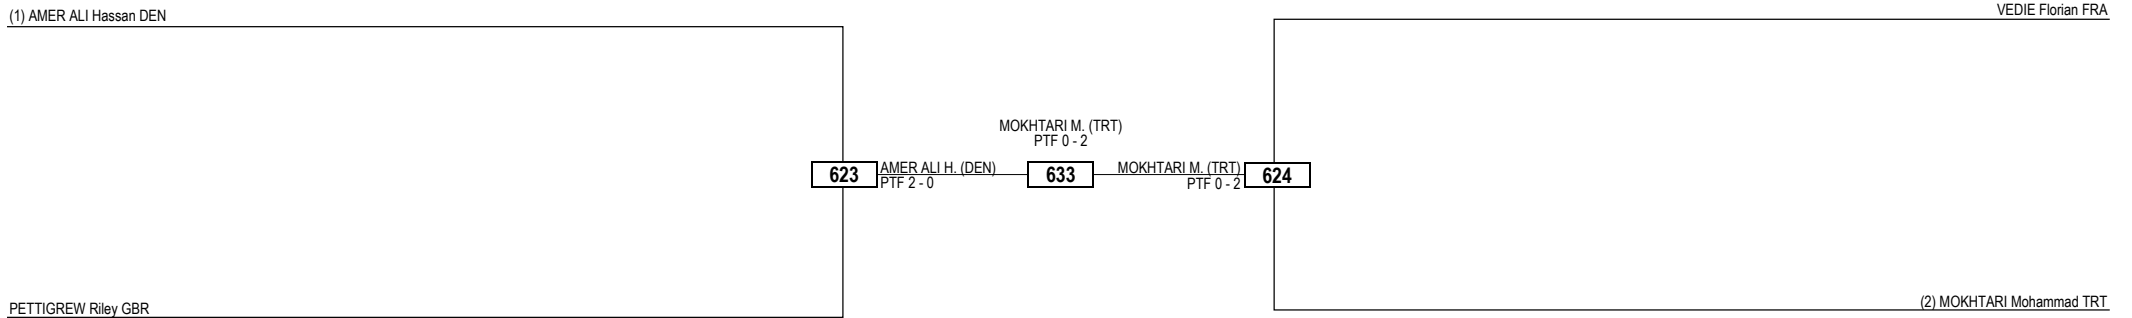 (1) AMER ALI Hassan DEN
VEDIE Florian FRA
MOKHTARI M. (TRT)
PTF 0 - 2
623
AMER ALI H. (DEN)
PTF 2 - 0
633
MOKHTARI M. (TRT)
PTF 0 - 2
624
PETTIGREW Riley GBR
(2) MOKHTARI Mohammad TRT